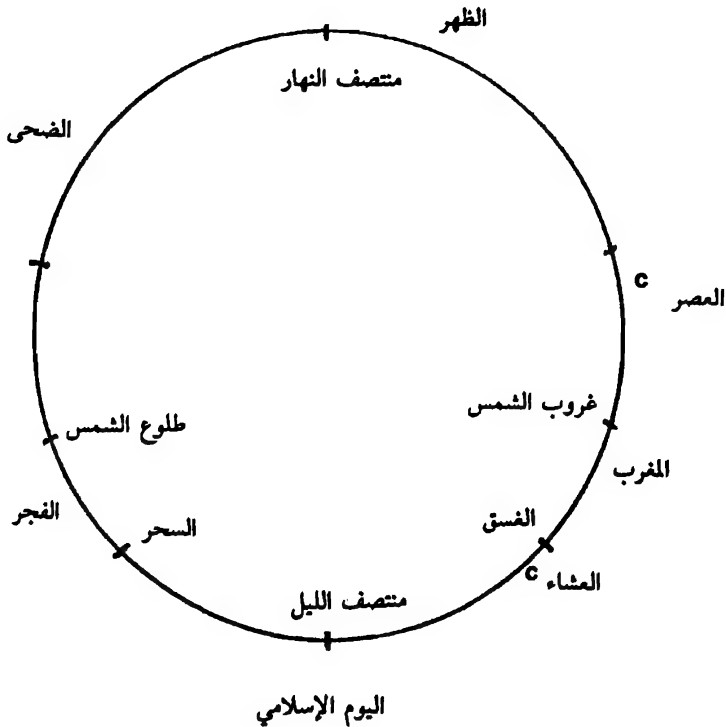 الظهر
منتصف النهار
الضحى
c
العصر
غروب الشمس
طلوع الشمس
المغرب
الفجر
السحر
الغسق
c
العشاء
منتصف الليل
اليوم الإسلامي